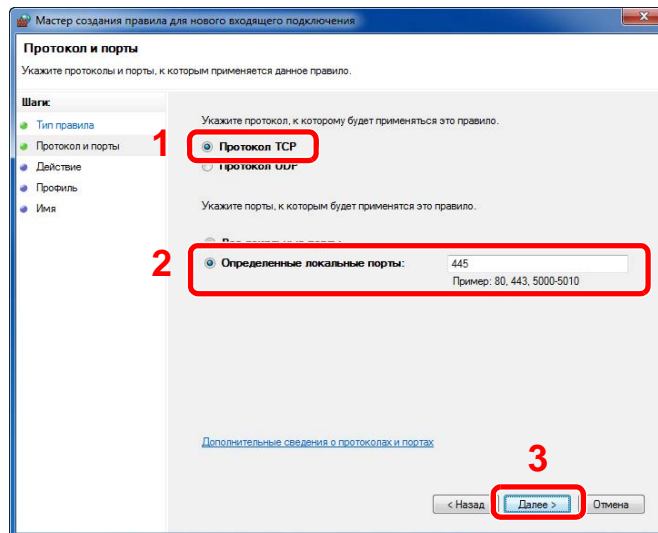 Мастер создания правила для нового входящего подключения
Протокол и порты
Укажите протоколы и порты, к которым применяется данное правило.
Шаги:
Тип правила
Протокол и порты
Действие
Профиль
Имя
Укажите протокол, к которому будет применяться это правило.
1
Протокол TCP
Протокол UDP
Укажите порты, к которым будет применятся это правило.
2
Определенные локальные порты: 445
Пример: 80, 443, 5000-5010
Дополнительные сведения о протоколах и портах
3
< Назад Далее > Отмена